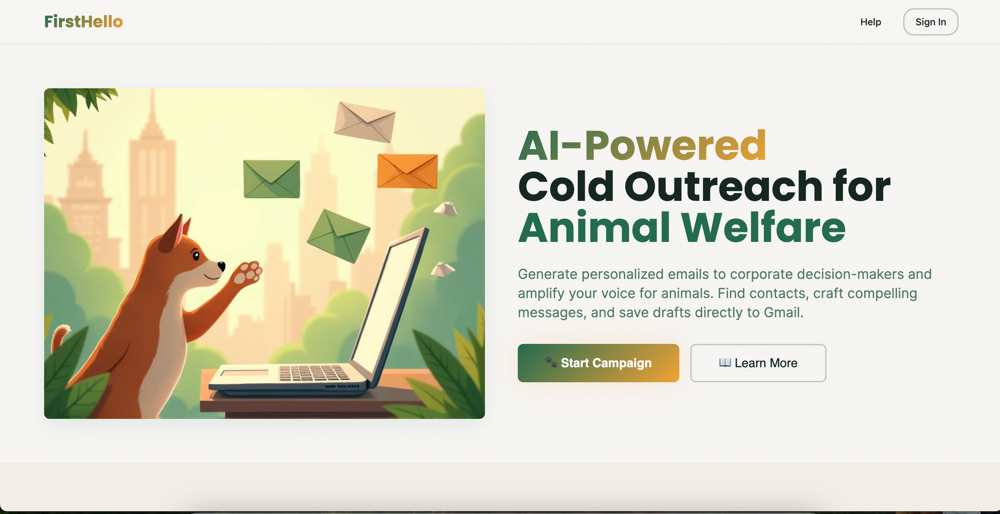 FirstHello
Help
Sign In
AI-Powered
Cold Outreach for
Animal Welfare
Generate personalized emails to corporate decision-makers and
amplify your voice for animals. Find contacts, craft compelling
messages, and save drafts directly to Gmail.
🐾 Start Campaign
📖 Learn More